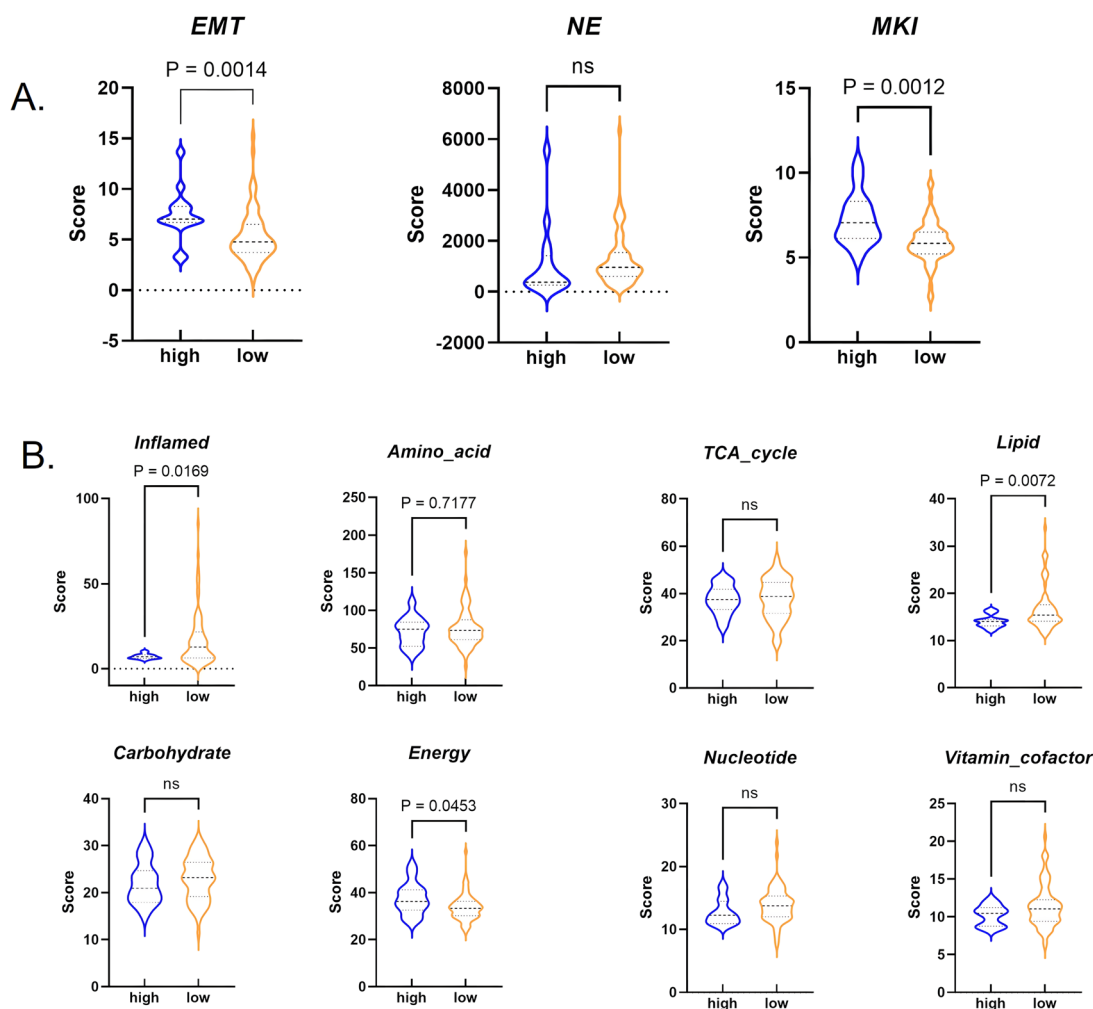 A.
EMT
P = 0.0014
Score
20
15
10
5
0
-5
high low
NE
ns
Score
8000
6000
4000
2000
0
-2000
high low
MKI
P = 0.0012
Score
15
10
5
0
high low
B.
Inflamed
P = 0.0169
Score
100
50
0
high low
Amino_acid
P = 0.7177
Score
250
200
150
100
50
0
high low
TCA_cycle
ns
Score
80
60
40
20
0
high low
Lipid
P = 0.0072
Score
40
30
20
10
0
high low
Carbohydrate
ns
Score
40
30
20
10
0
high low
Energy
P = 0.0453
Score
80
60
40
20
0
high low
Nucleotide
ns
Score
30
20
10
0
high low
Vitamin_cofactor
ns
Score
25
20
15
10
5
0
high low